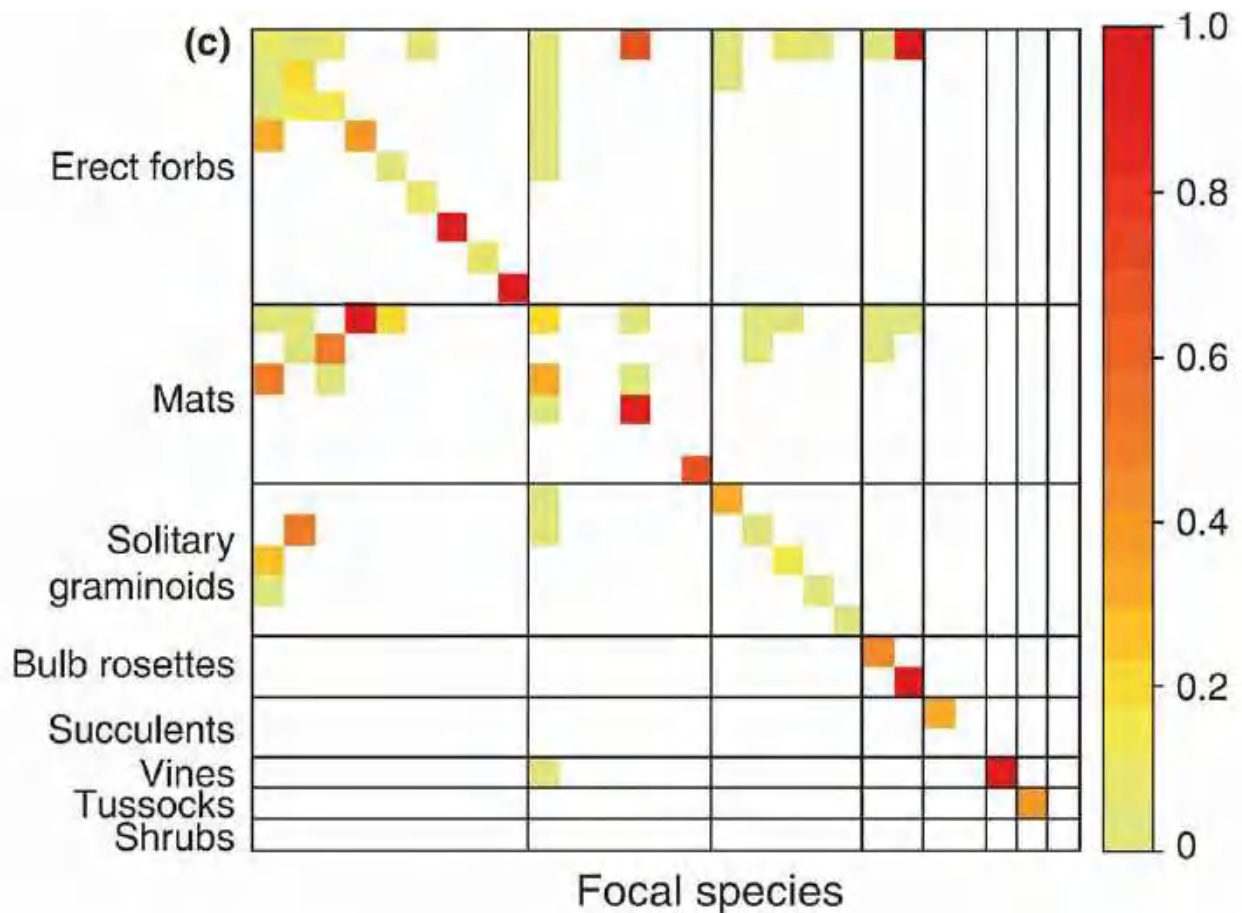 (c)
Erect forbs
Mats
Solitary
graminoids
Bulb rosettes
Succulents
Vines
Tussocks
Shrubs
Focal species
1.0
0.8
0.6
0.4
0.2
0